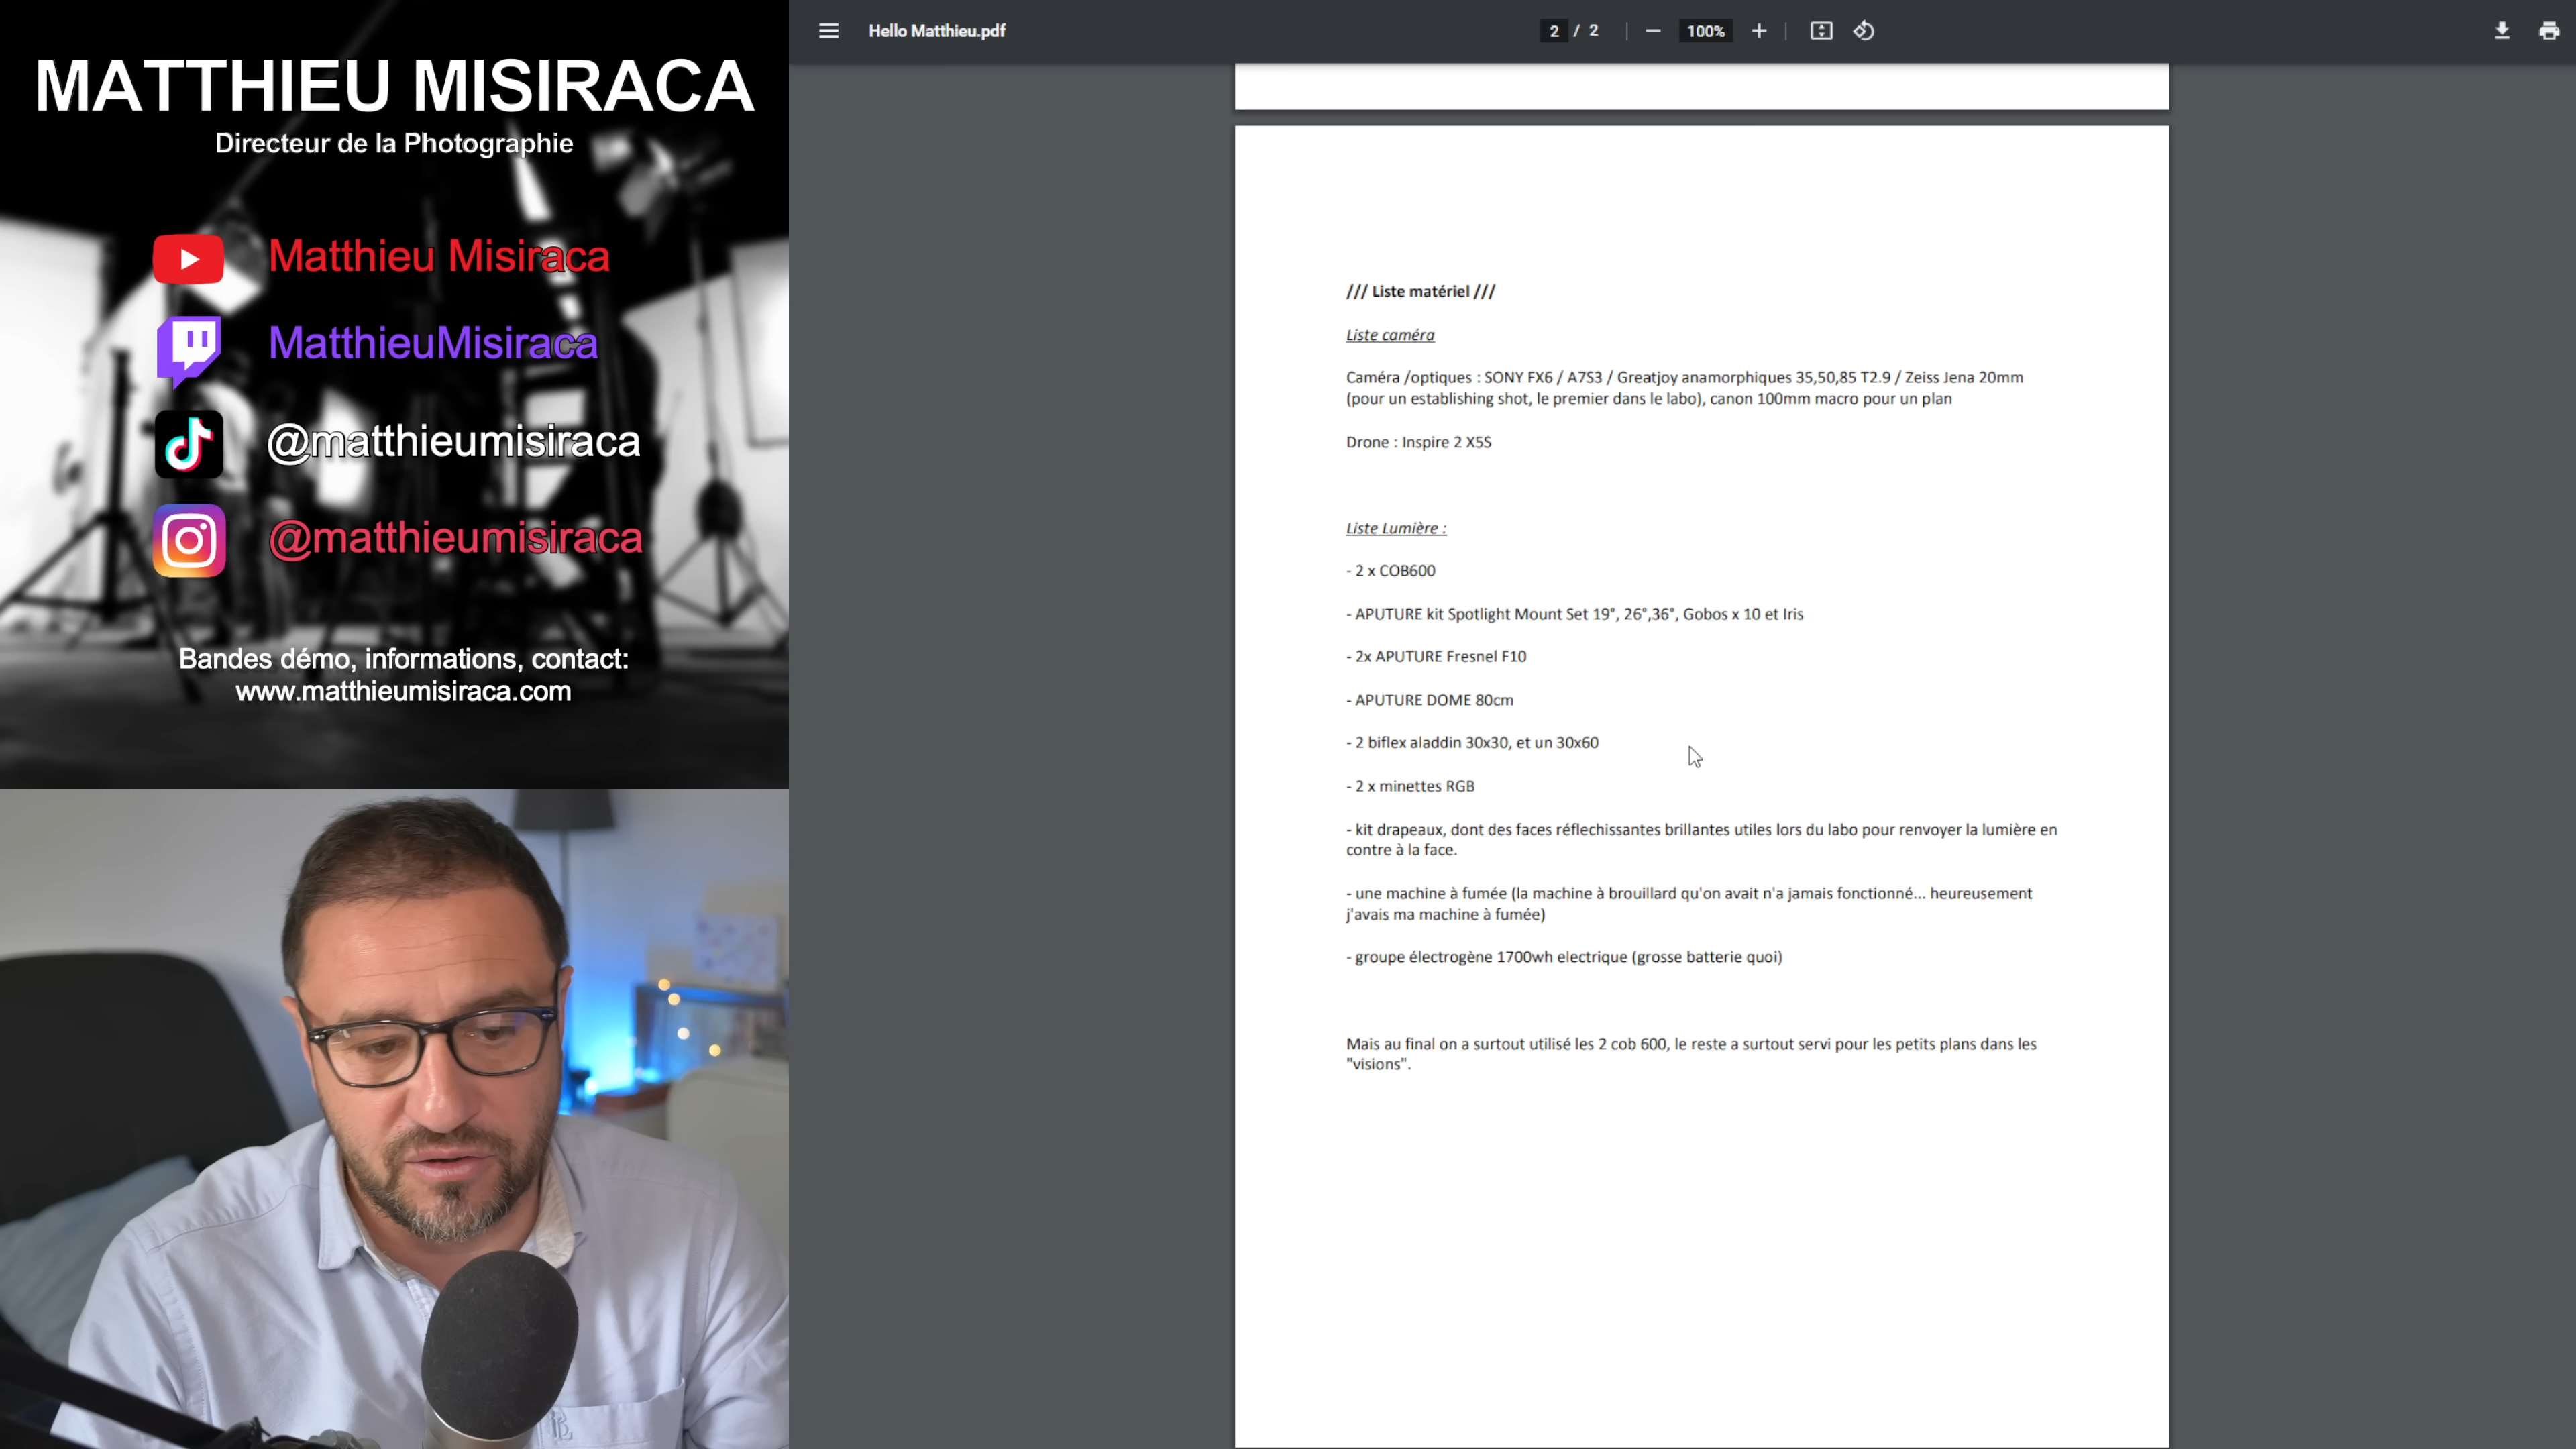 MATTHIEU MISIRACA
Directeur de la Photographie
Matthieu Misiraca
MatthieuMisiraca
@matthieumisiraca
@matthieumisiraca
Bandes démo, informations, contact:
www.matthieumisiraca.com
Hello Matthieu.pdf
2 / 2
100%
/// Liste matériel ///
Liste caméra
Caméra /optiques : SONY FX6 / A7S3 / Greatjoy anamorphiques 35,50,85 T2.9 / Zeiss Jena 20mm
(pour un establishing shot, le premier dans le labo), canon 100mm macro pour un plan
Drone : Inspire 2 X5S
Liste Lumière :
- 2 x COB600
- APUTURE kit Spotlight Mount Set 19°, 26°,36°, Gobos x 10 et Iris
- 2x APUTURE Fresnel F10
- APUTURE DOME 80cm
- 2 biflex aladdin 30x30, et un 30x60
- 2 x minettes RGB
- kit drapeaux, dont des faces réflechissantes brillantes utiles lors du labo pour renvoyer la lumière en
contre à la face.
- une machine à fumée (la machine à brouillard qu'on avait n'a jamais fonctionné... heureusement
j'avais ma machine à fumée)
- groupe électrogène 1700wh electrique (grosse batterie quoi)
Mais au final on a surtout utilisé les 2 cob 600, le reste a surtout servi pour les petits plans dans les
"visions".